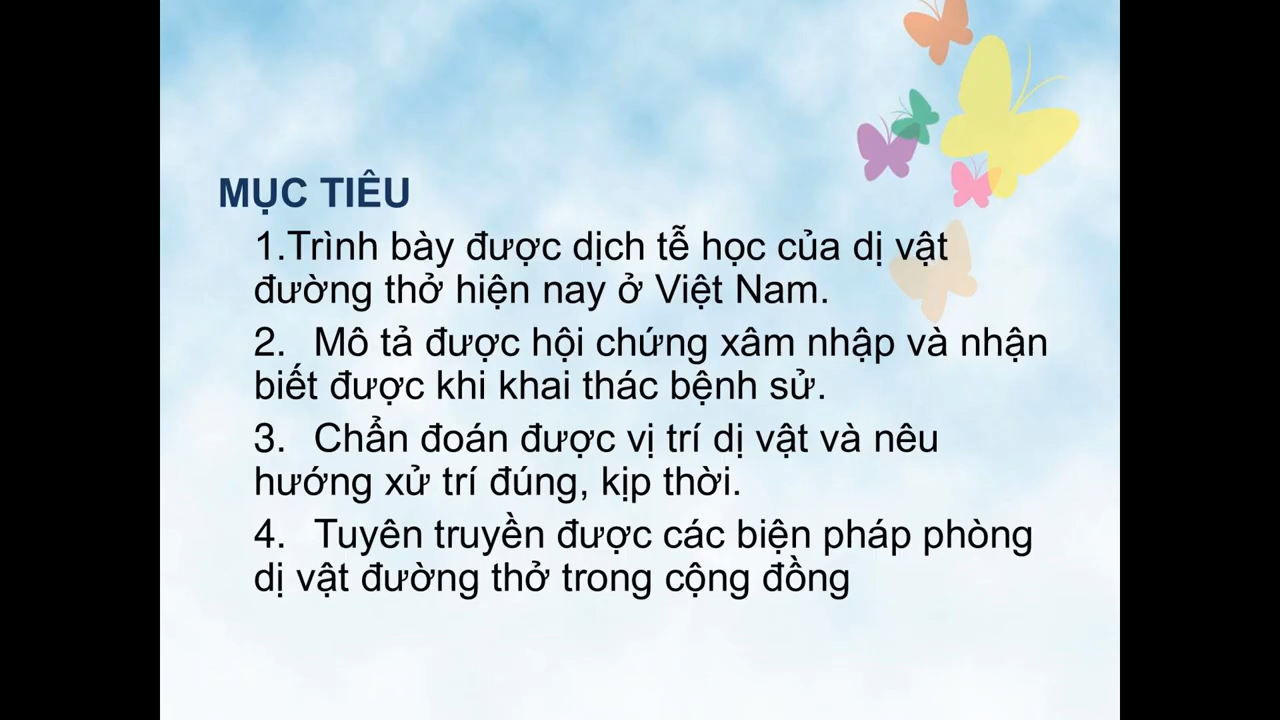 MỤC TIÊU
1.Trình bày được dịch tễ học của dị vật
đường thở hiện nay ở Việt Nam.
2. Mô tả được hội chứng xâm nhập và nhận
biết được khi khai thác bệnh sử.
3. Chẩn đoán được vị trí dị vật và nêu
hướng xử trí đúng, kịp thời.
4. Tuyên truyền được các biện pháp phòng
dị vật đường thở trong cộng đồng